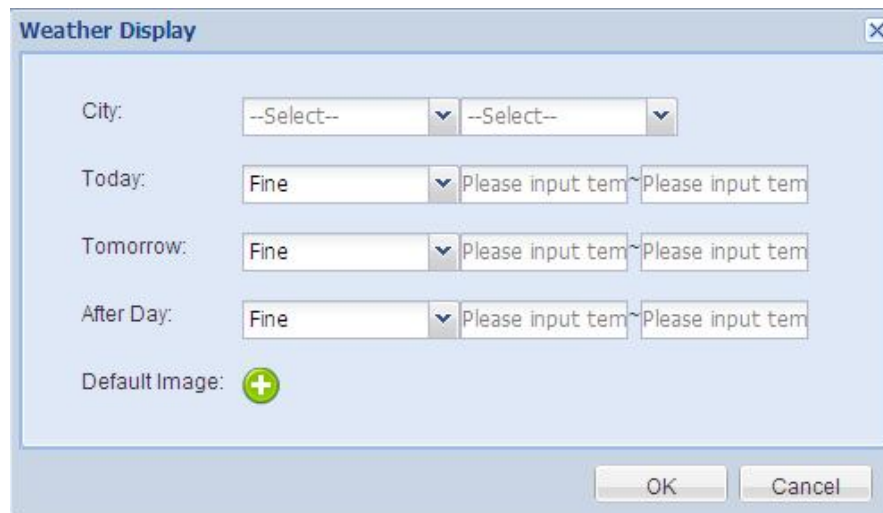 Weather Display
City: --Select-- --Select--
Today: Fine Please input tem~Please input tem
Tomorrow: Fine Please input tem~Please input tem
After Day: Fine Please input tem~Please input tem
Default Image:
OK Cancel